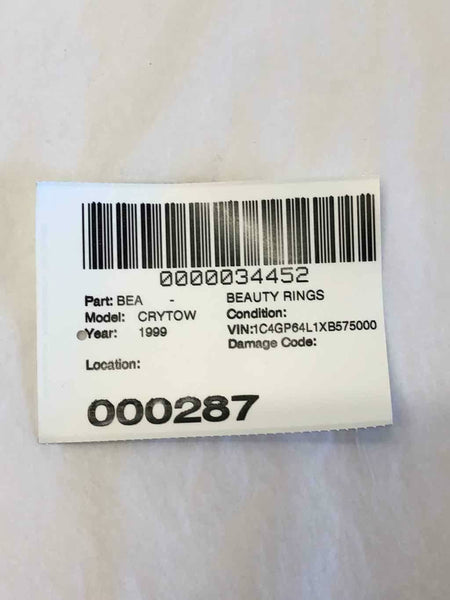 0000034452
Part: BEA - BEAUTY RINGS
Model: CRYTOW Condition:
Year: 1999 VIN:1C4GP64L1XB575000
Damage Code:
Location:
000287